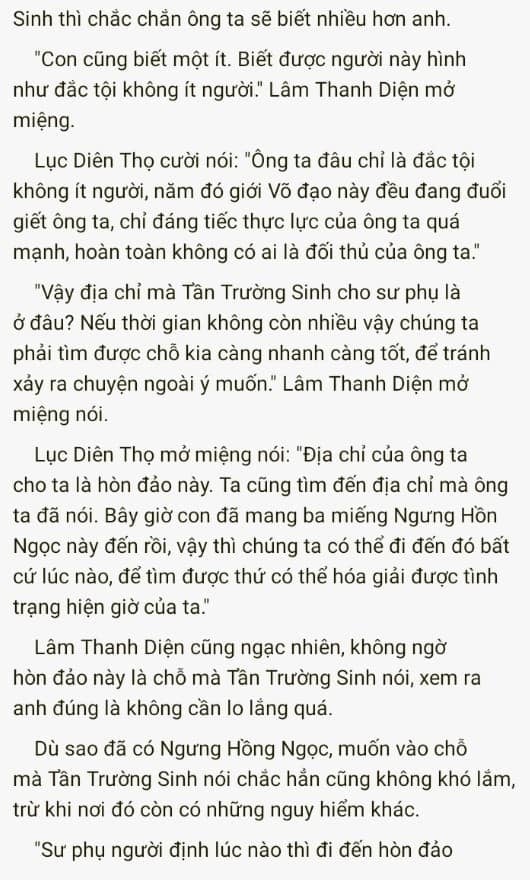 Sinh thì chắc chắn ông ta sẽ biết nhiều hơn anh.
"Con cũng biết một ít. Biết được người này hình
như đắc tội không ít người." Lâm Thanh Diện mở
miệng.
Lục Diên Thọ cười nói: "Ông ta đâu chỉ là đắc tội
không ít người, năm đó giới Võ đạo này đều đang đuổi
giết ông ta, chỉ đáng tiếc thực lực của ông ta quá
mạnh, hoàn toàn không có ai là đối thủ của ông ta."
"Vậy địa chỉ mà Tần Trường Sinh cho sư phụ là
ở đâu? Nếu thời gian không còn nhiều vậy chúng ta
phải tìm được chỗ kia càng nhanh càng tốt, để tránh
xảy ra chuyện ngoài ý muốn." Lâm Thanh Diện mở
miệng nói.
Lục Diên Thọ mở miệng nói: "Địa chỉ của ông ta
cho ta là hòn đảo này. Ta cũng tìm đến địa chỉ mà ông
ta đã nói. Bây giờ con đã mang ba miếng Ngưng Hồn
Ngọc này đến rồi, vậy thì chúng ta có thể đi đến đó bất
cứ lúc nào, để tìm được thứ có thể hóa giải được tình
trạng hiện giờ của ta."
Lâm Thanh Diện cũng ngạc nhiên, không ngờ
hòn đảo này là chỗ mà Tần Trường Sinh nói, xem ra
anh đúng là không cần lo lắng quá.
Dù sao đã có Ngưng Hồng Ngọc, muốn vào chỗ
mà Tần Trường Sinh nói chắc hẳn cũng không khó lắm,
trừ khi nơi đó còn có những nguy hiểm khác.
"Sư phụ người định lúc nào thì đi đến hòn đảo